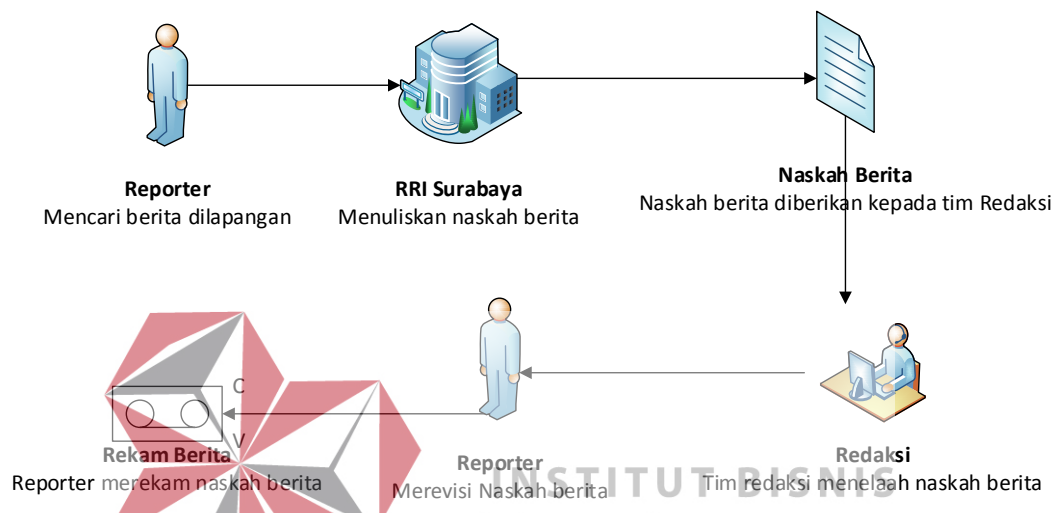 Reporter
Mencari berita dilapangan
RRI Surabaya
Menuliskan naskah berita
Naskah Berita
Naskah berita diberikan kepada tim Redaksi
C
V
Rekam Berita
Reporter merekam naskah berita
Reporter
Merevisi Naskah berita
Redaksi
Tim redaksi menelaah naskah berita
INSTITUT BISNIS